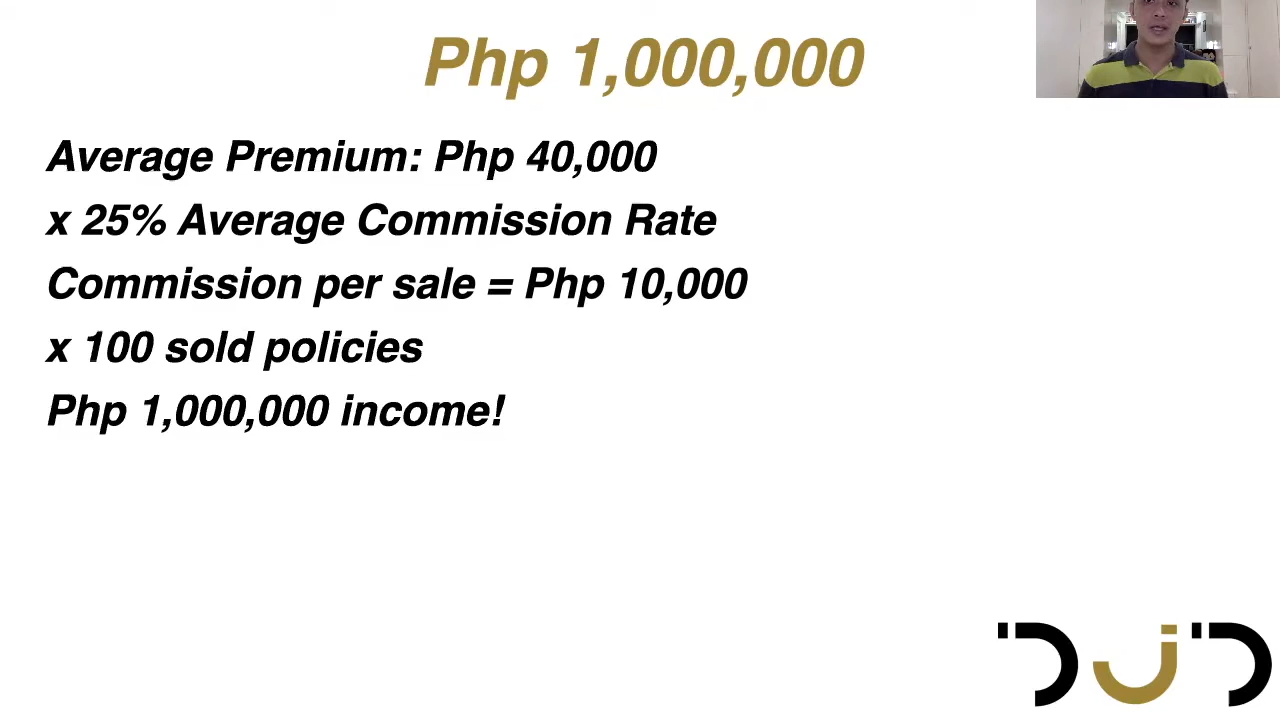 Php 1,000,000
Average Premium: Php 40,000
x 25% Average Commission Rate
Commission per sale = Php 10,000
x 100 sold policies
Php 1,000,000 income!
DJD